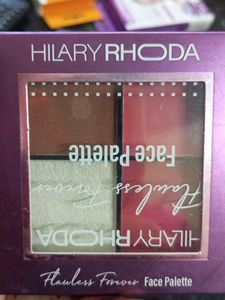 HILARY RHODA
Face Palette
Flawless Forever
HILARY RHODA
Flawless Forever Face Palette